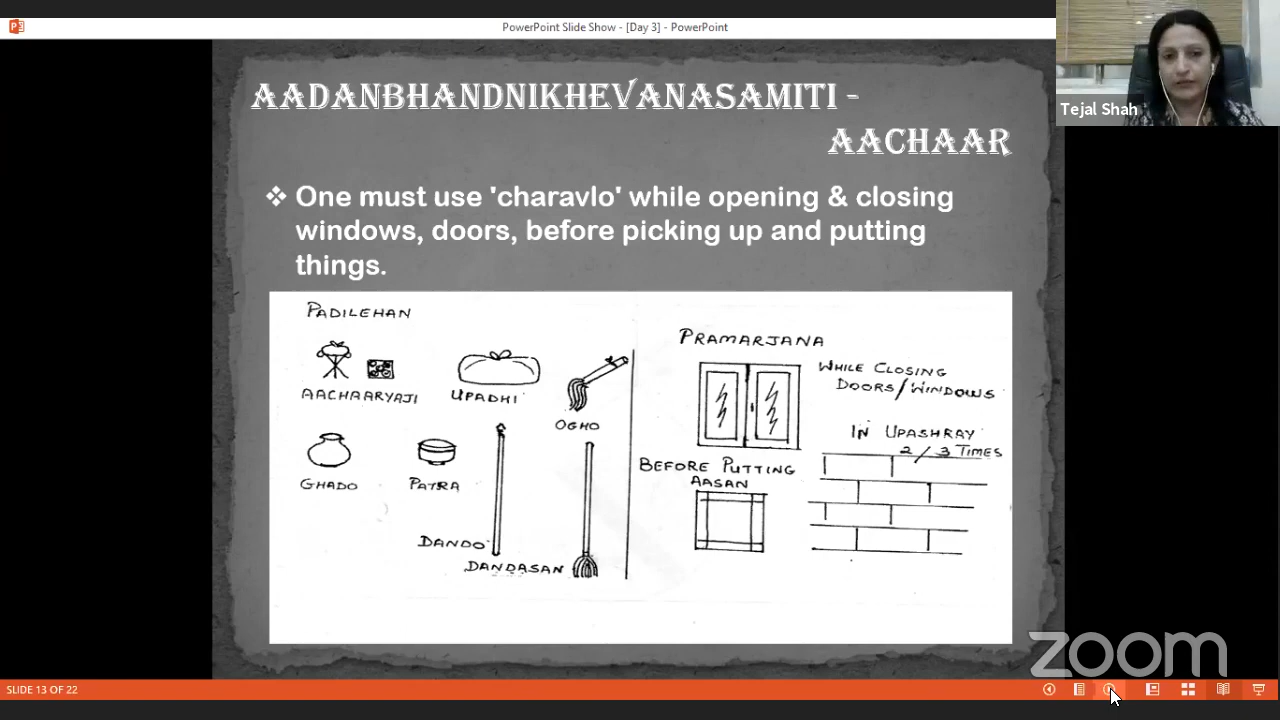 PowerPoint Slide Show - [Day 3] - PowerPoint
Tejal Shah
AADANBHANDNIKHEVANASAMITI -
AACHAAR
❖ One must use 'charavlo' while opening & closing
windows, doors, before picking up and putting
things.
PADILEHAN
AACHAARYAJI
UPADHI
OGHO
GHADO
PATRA
DANDO
DANDASAN
PRAMARJANA
WHILE CLOSING
DOORS/WINDOWS
IN UPASHRAY
2/3 TIMES
BEFORE PUTTING
AASAN
zoom
SLIDE 13 OF 22